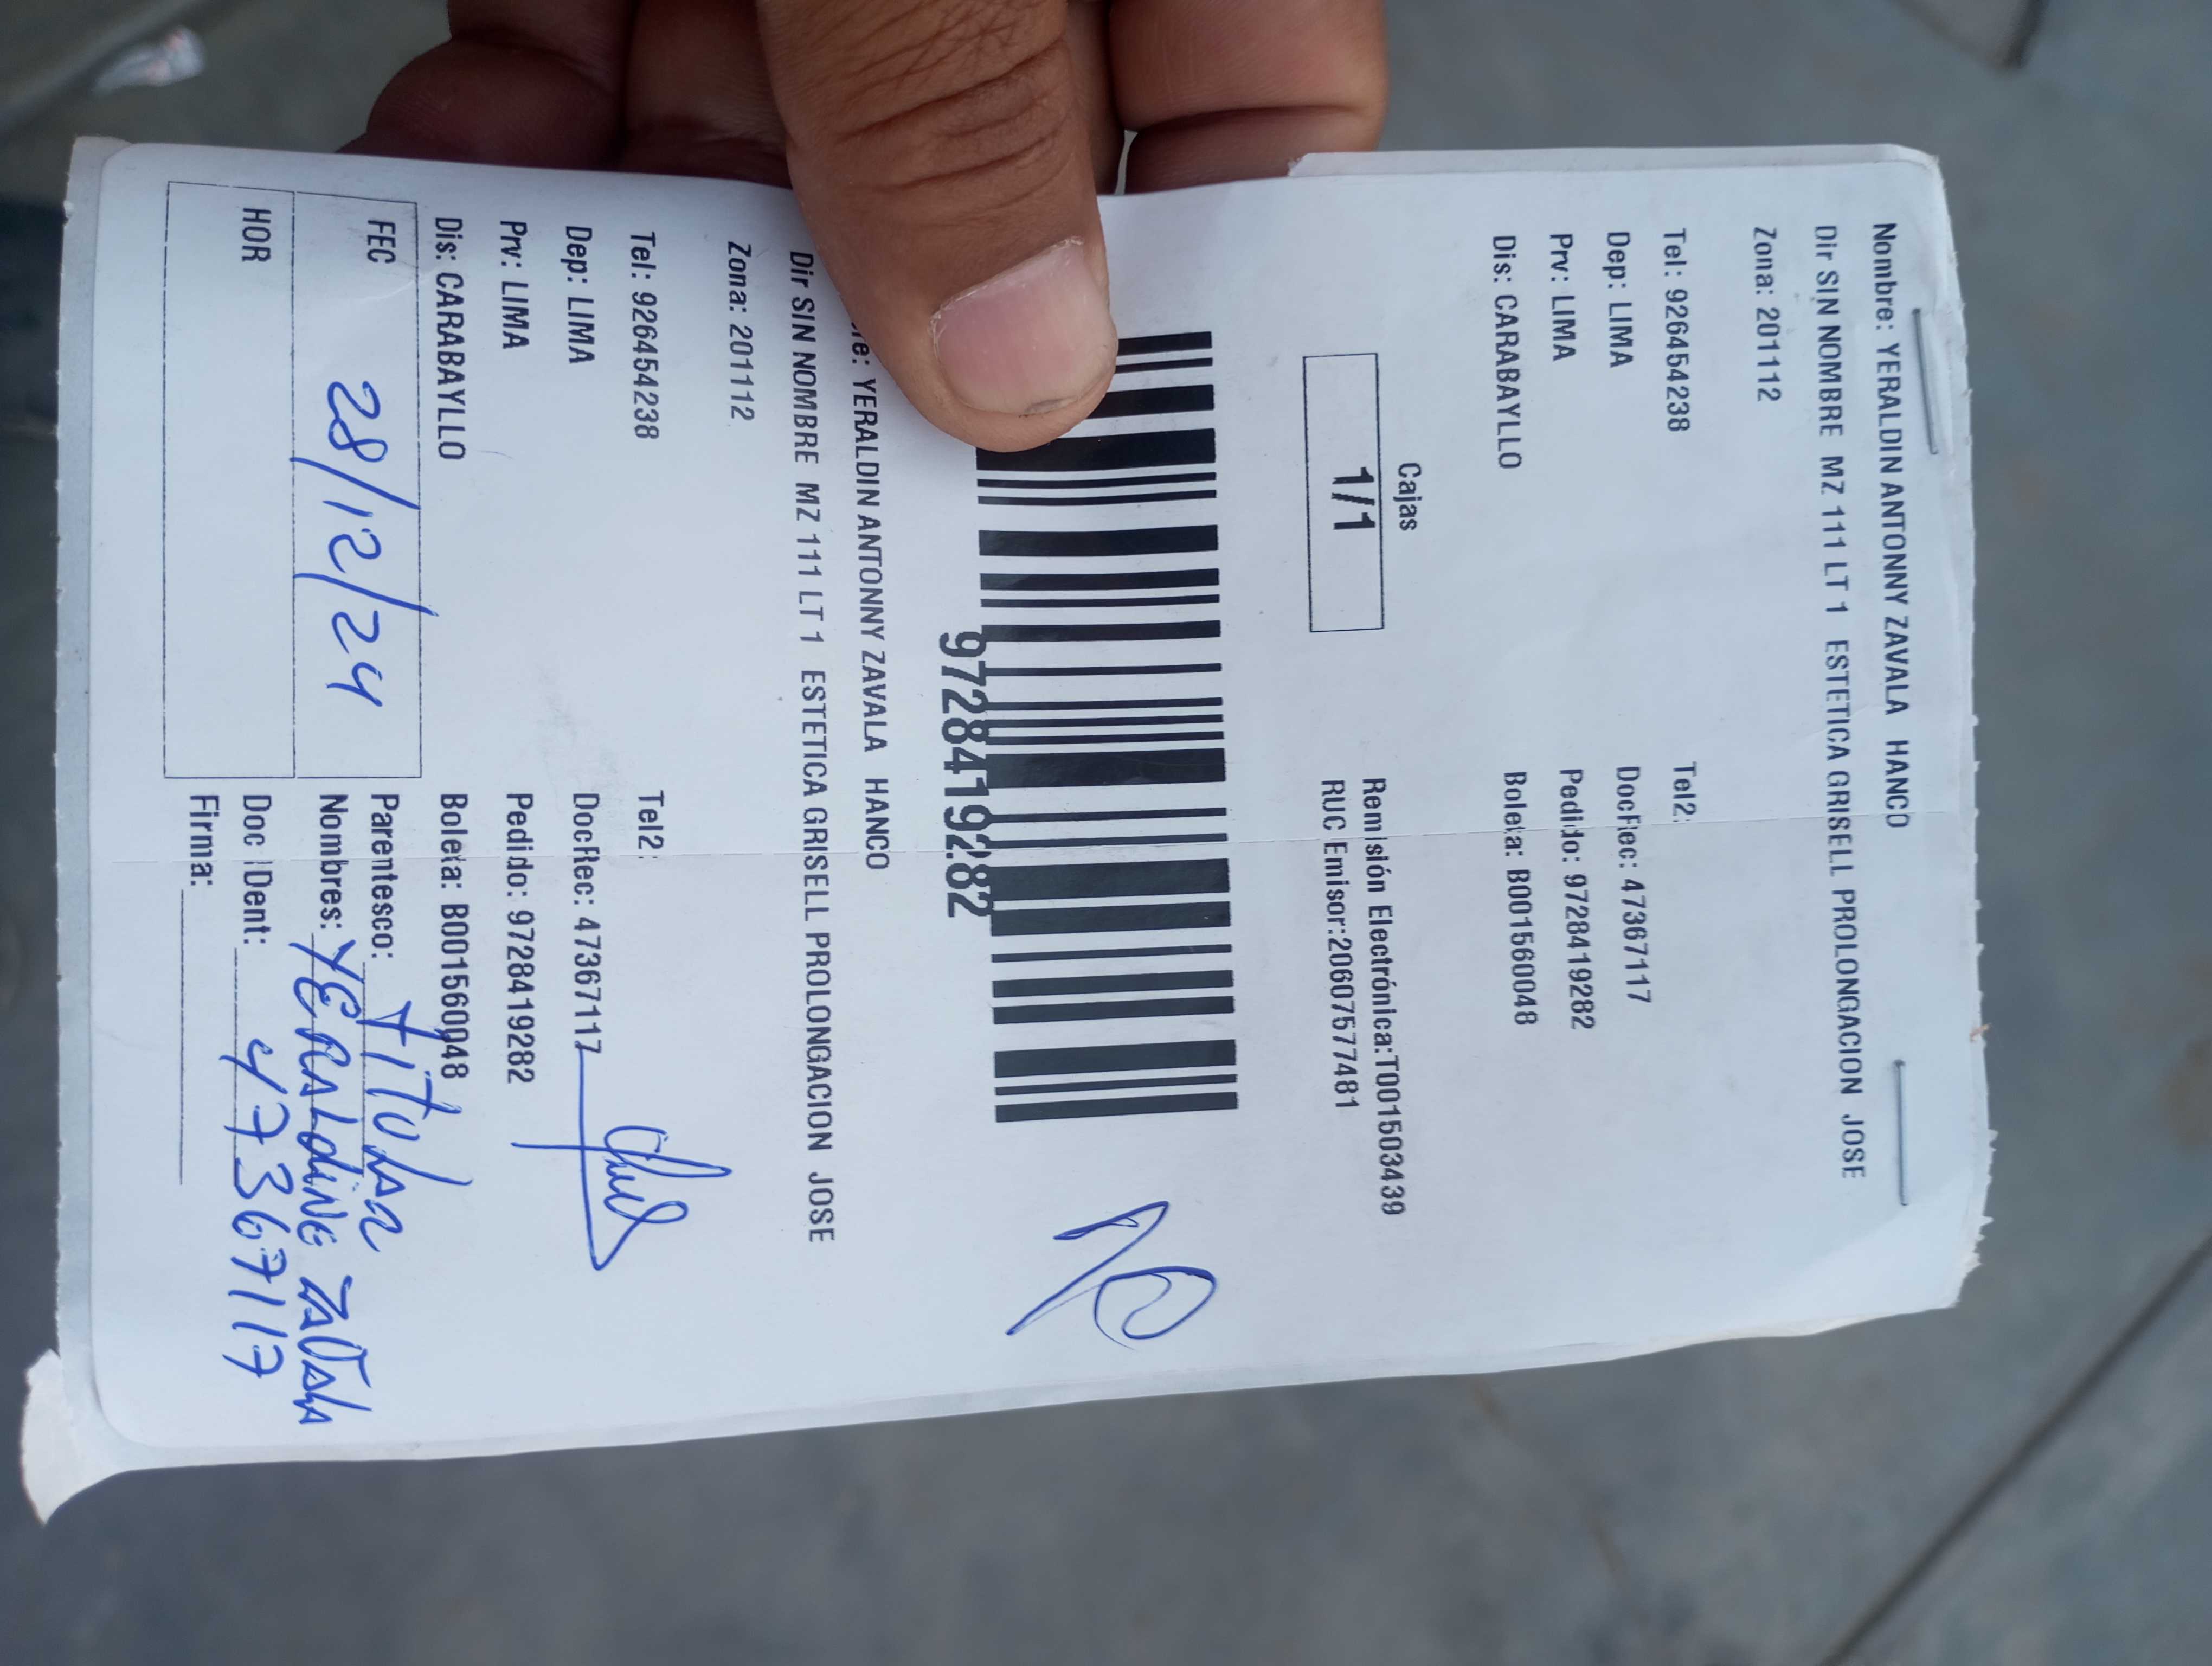 Nombre: YERALDIN ANTONNY ZAVALA HANCO
Dir SIN NOMBRE MZ 111 LT 1 ESTETICA GRISELL PROLONGACION JOSE
Zona: 201112
Tel: 926454238 Tel2:
Dep: LIMA DocRec: 47367117
Prv: LIMA Pedido: 9728419282
Dis: CARABAYLLO Boleta: B001560048
Cajas Remisión Electrónica:T001503439
1/1 RUC Emisor:20607577481
9728419282
re: YERALDIN ANTONNY ZAVALA HANCO
Dir SIN NOMBRE MZ 111 LT 1 ESTETICA GRISELL PROLONGACION JOSE
Zona: 201112
Tel: 926454238 Tel2:
Dep: LIMA DocRec: 47367117
Prv: LIMA Pedido: 9728419282
Dis: CARABAYLLO Boleta: B001560048
FEC 28/12/24 Parentesco: TITULAR
Nombres: YERALDINE ZAVALA
HOR Doc IDent: 47367117
Firma: